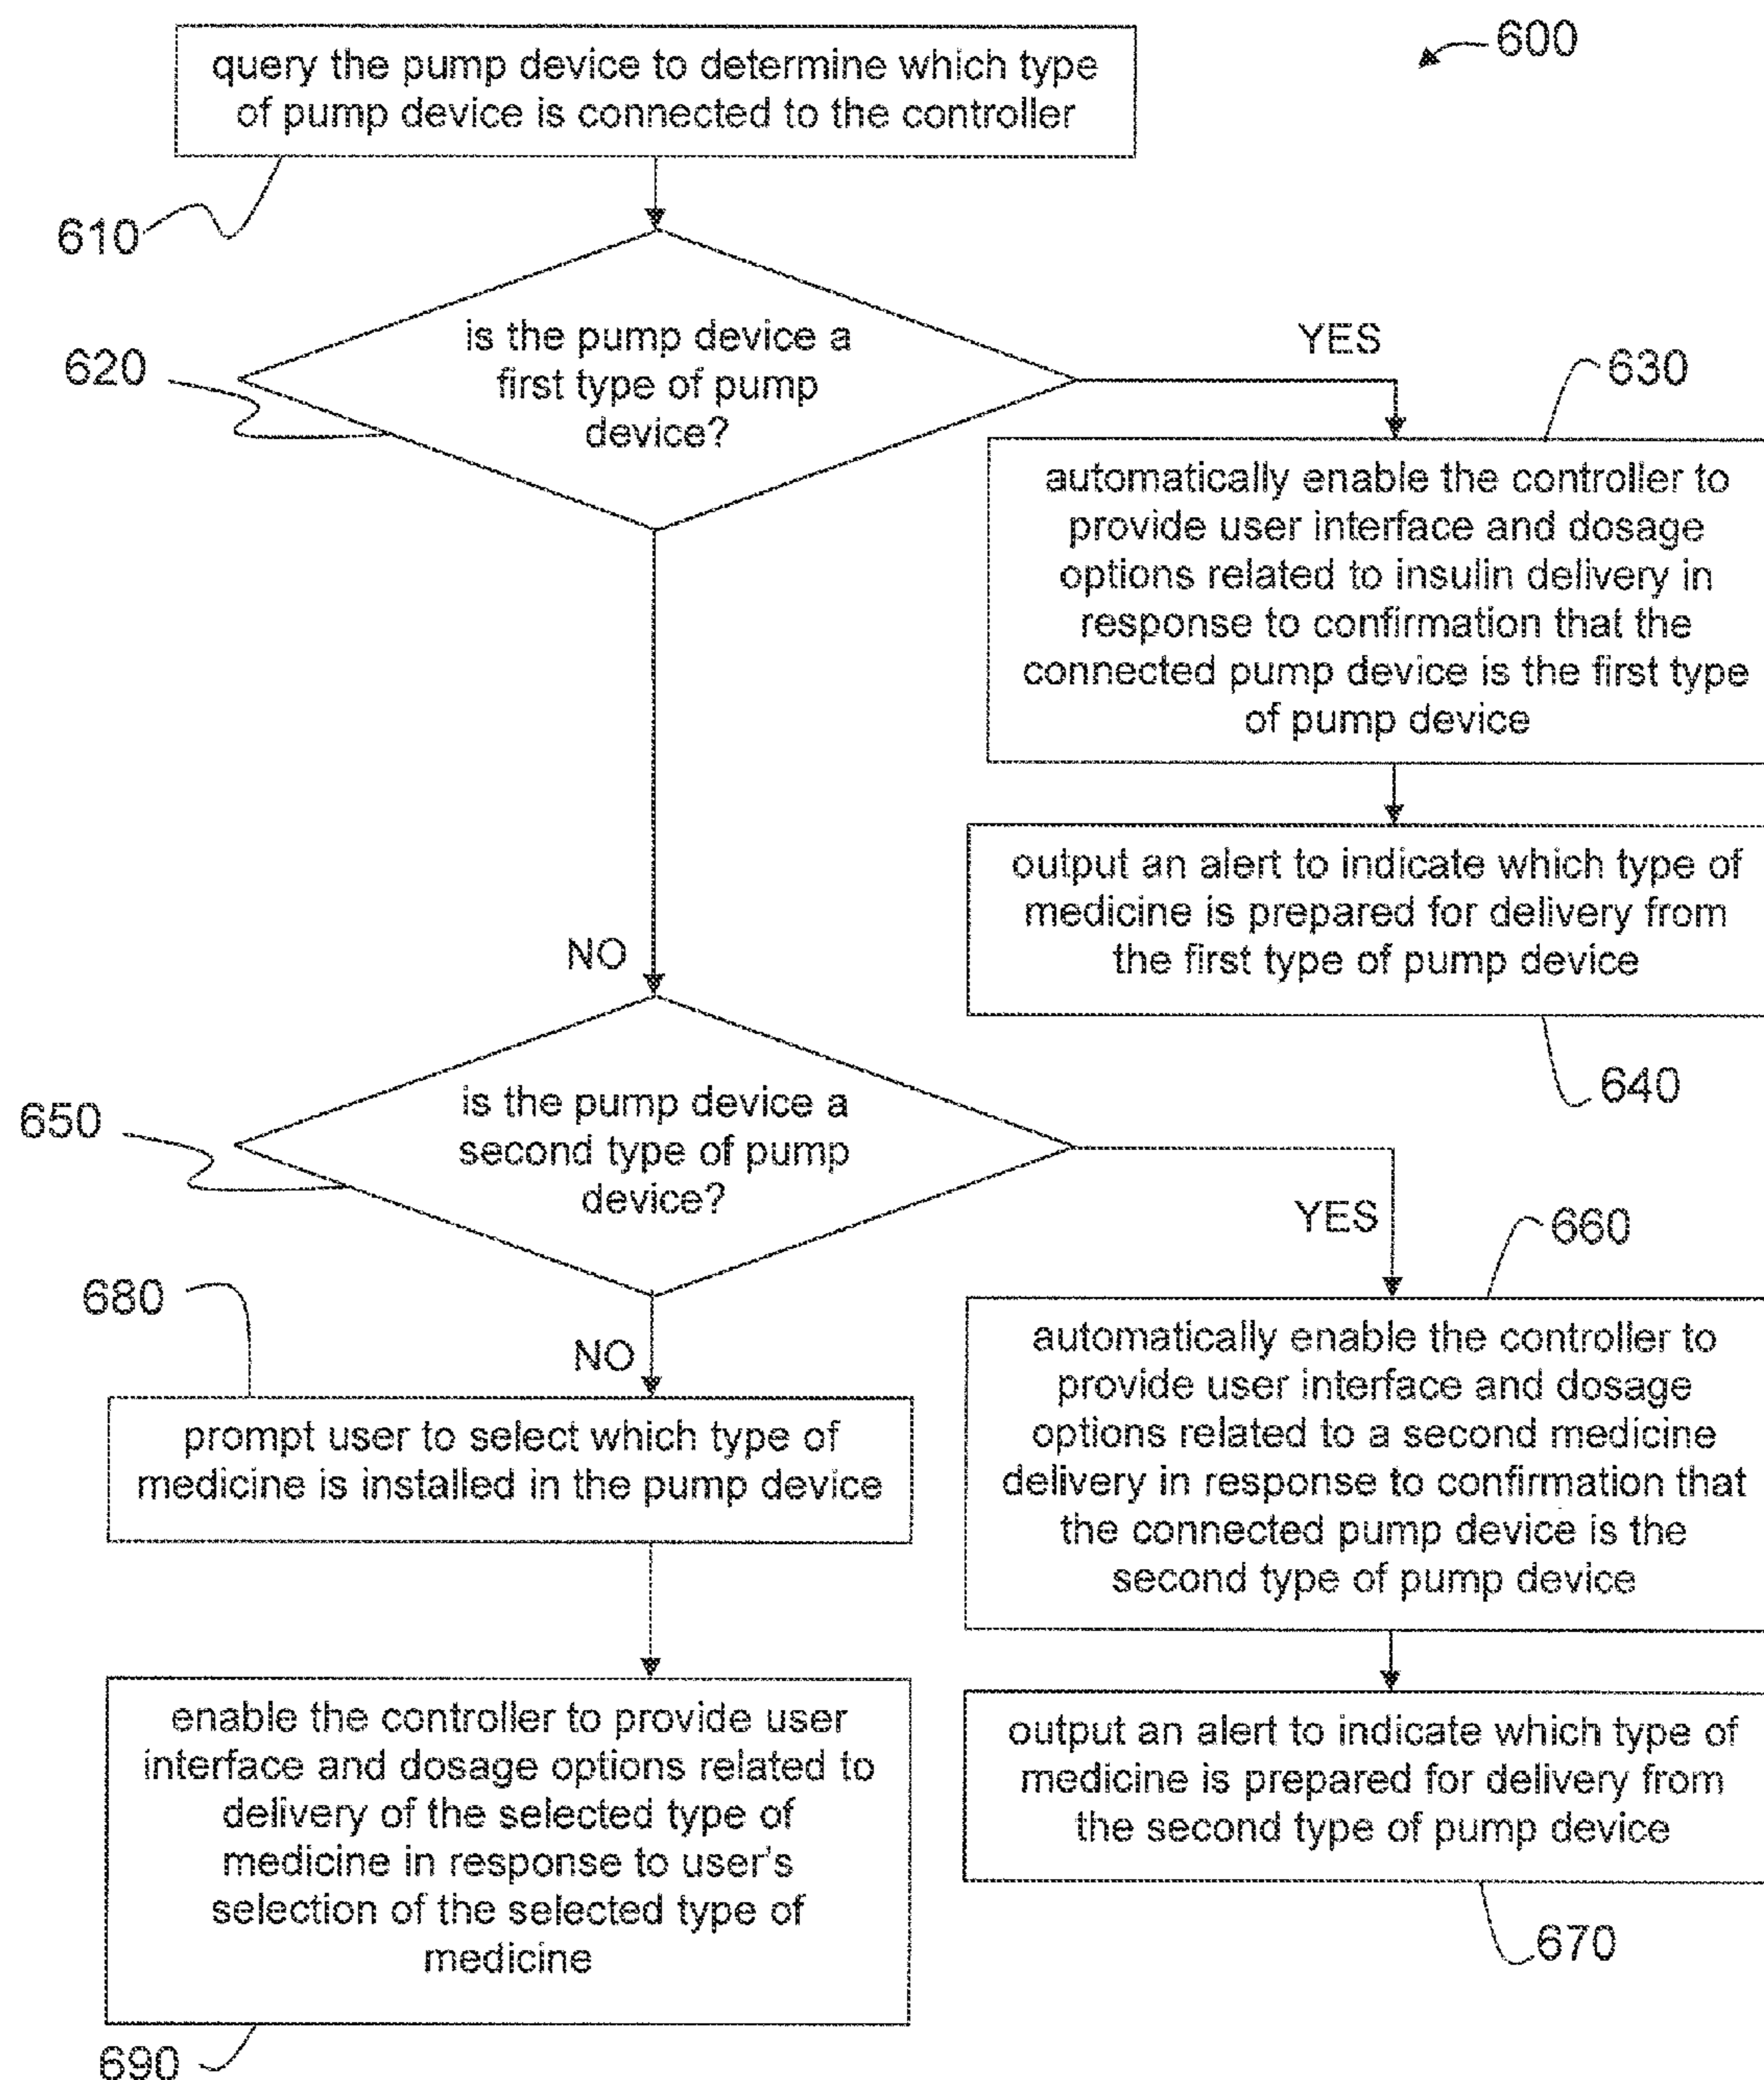 600
query the pump device to determine which type
of pump device is connected to the controller
610
is the pump device a
first type of pump
device?
620
YES
630
automatically enable the controller to
provide user interface and dosage
options related to insulin delivery in
response to confirmation that the
connected pump device is the first type
of pump device
output an alert to indicate which type of
medicine is prepared for delivery from
the first type of pump device
640
NO
is the pump device a
second type of pump
device?
650
YES
660
automatically enable the controller to
provide user interface and dosage
options related to a second medicine
delivery in response to confirmation that
the connected pump device is the
second type of pump device
output an alert to indicate which type of
medicine is prepared for delivery from
the second type of pump device
670
680
NO
prompt user to select which type of
medicine is installed in the pump device
enable the controller to provide user
interface and dosage options related to
delivery of the selected type of
medicine in response to user's
selection of the selected type of
medicine
690